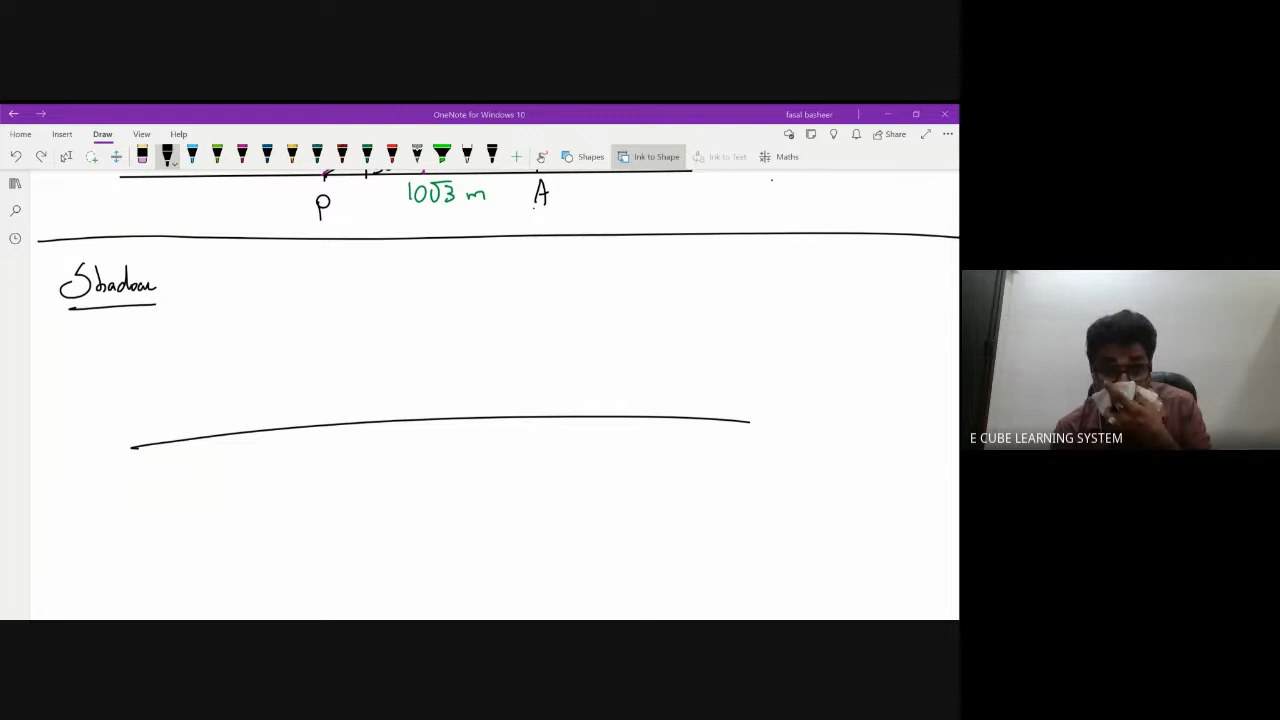 OneNote for Windows 10
fasal basheer
Home Insert Draw View Help
Share
Shapes Ink to Shape Ink to Text Maths
10√3 m
P A
Shadow
E CUBE LEARNING SYSTEM